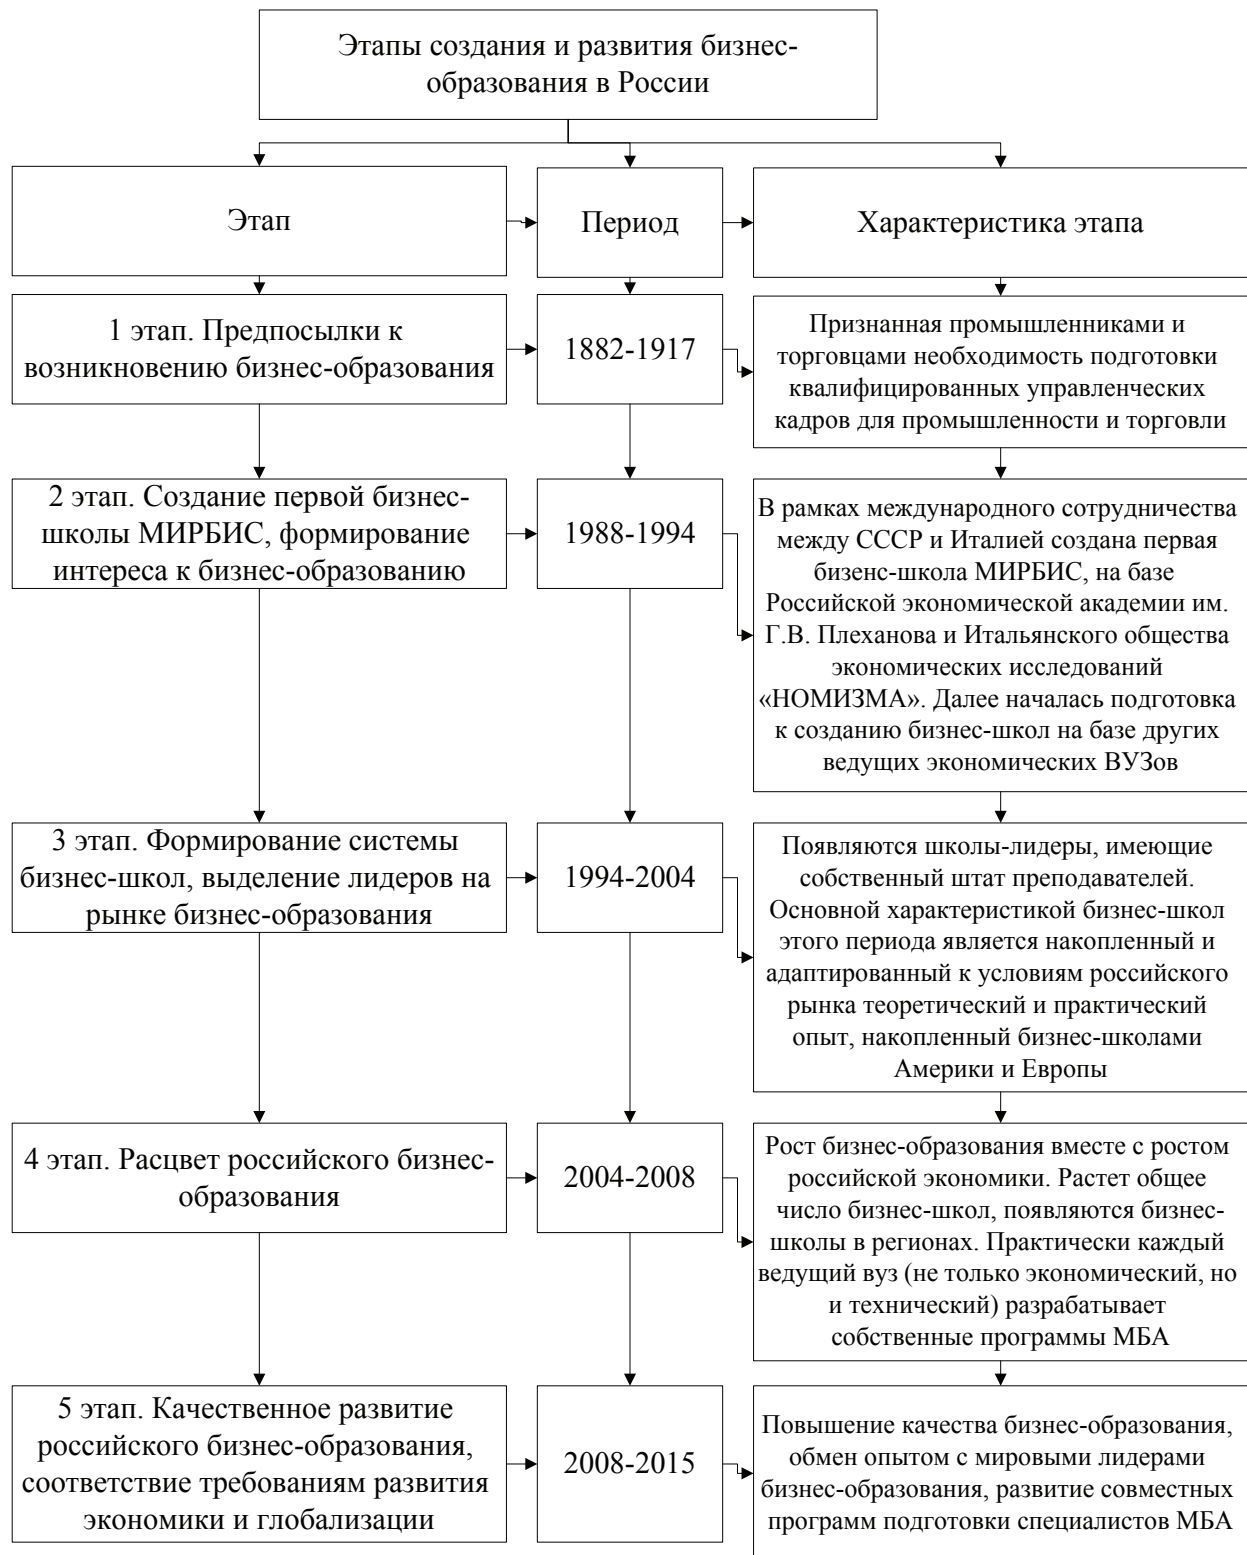 Этапы создания и развития бизнес-
образования в России
Этап
Период
Характеристика этапа
1 этап. Предпосылки к
возникновению бизнес-образования
1882-1917
Признанная промышленниками и
торговцами необходимость подготовки
квалифицированных управленческих
кадров для промышленности и торговли
2 этап. Создание первой бизнес-
школы МИРБИС, формирование
интереса к бизнес-образованию
1988-1994
В рамках международного сотрудничества
между СССР и Италией создана первая
бизенс-школа МИРБИС, на базе
Российской экономической академии им.
Г.В. Плеханова и Итальянского общества
экономических исследований
«НОМИЗМА». Далее началась подготовка
к созданию бизнес-школ на базе других
ведущих экономических ВУЗов
3 этап. Формирование системы
бизнес-школ, выделение лидеров на
рынке бизнес-образования
1994-2004
Появляются школы-лидеры, имеющие
собственный штат преподавателей.
Основной характеристикой бизнес-школ
этого периода является накопленный и
адаптированный к условиям российского
рынка теоретический и практический
опыт, накопленный бизнес-школами
Америки и Европы
4 этап. Расцвет российского бизнес-
образования
2004-2008
Рост бизнес-образования вместе с ростом
российской экономики. Растет общее
число бизнес-школ, появляются бизнес-
школы в регионах. Практически каждый
ведущий вуз (не только экономический, но
и технический) разрабатывает
собственные программы МБА
5 этап. Качественное развитие
российского бизнес-образования,
соответствие требованиям развития
экономики и глобализации
2008-2015
Повышение качества бизнес-образования,
обмен опытом с мировыми лидерами
бизнес-образования, развитие совместных
программ подготовки специалистов МБА